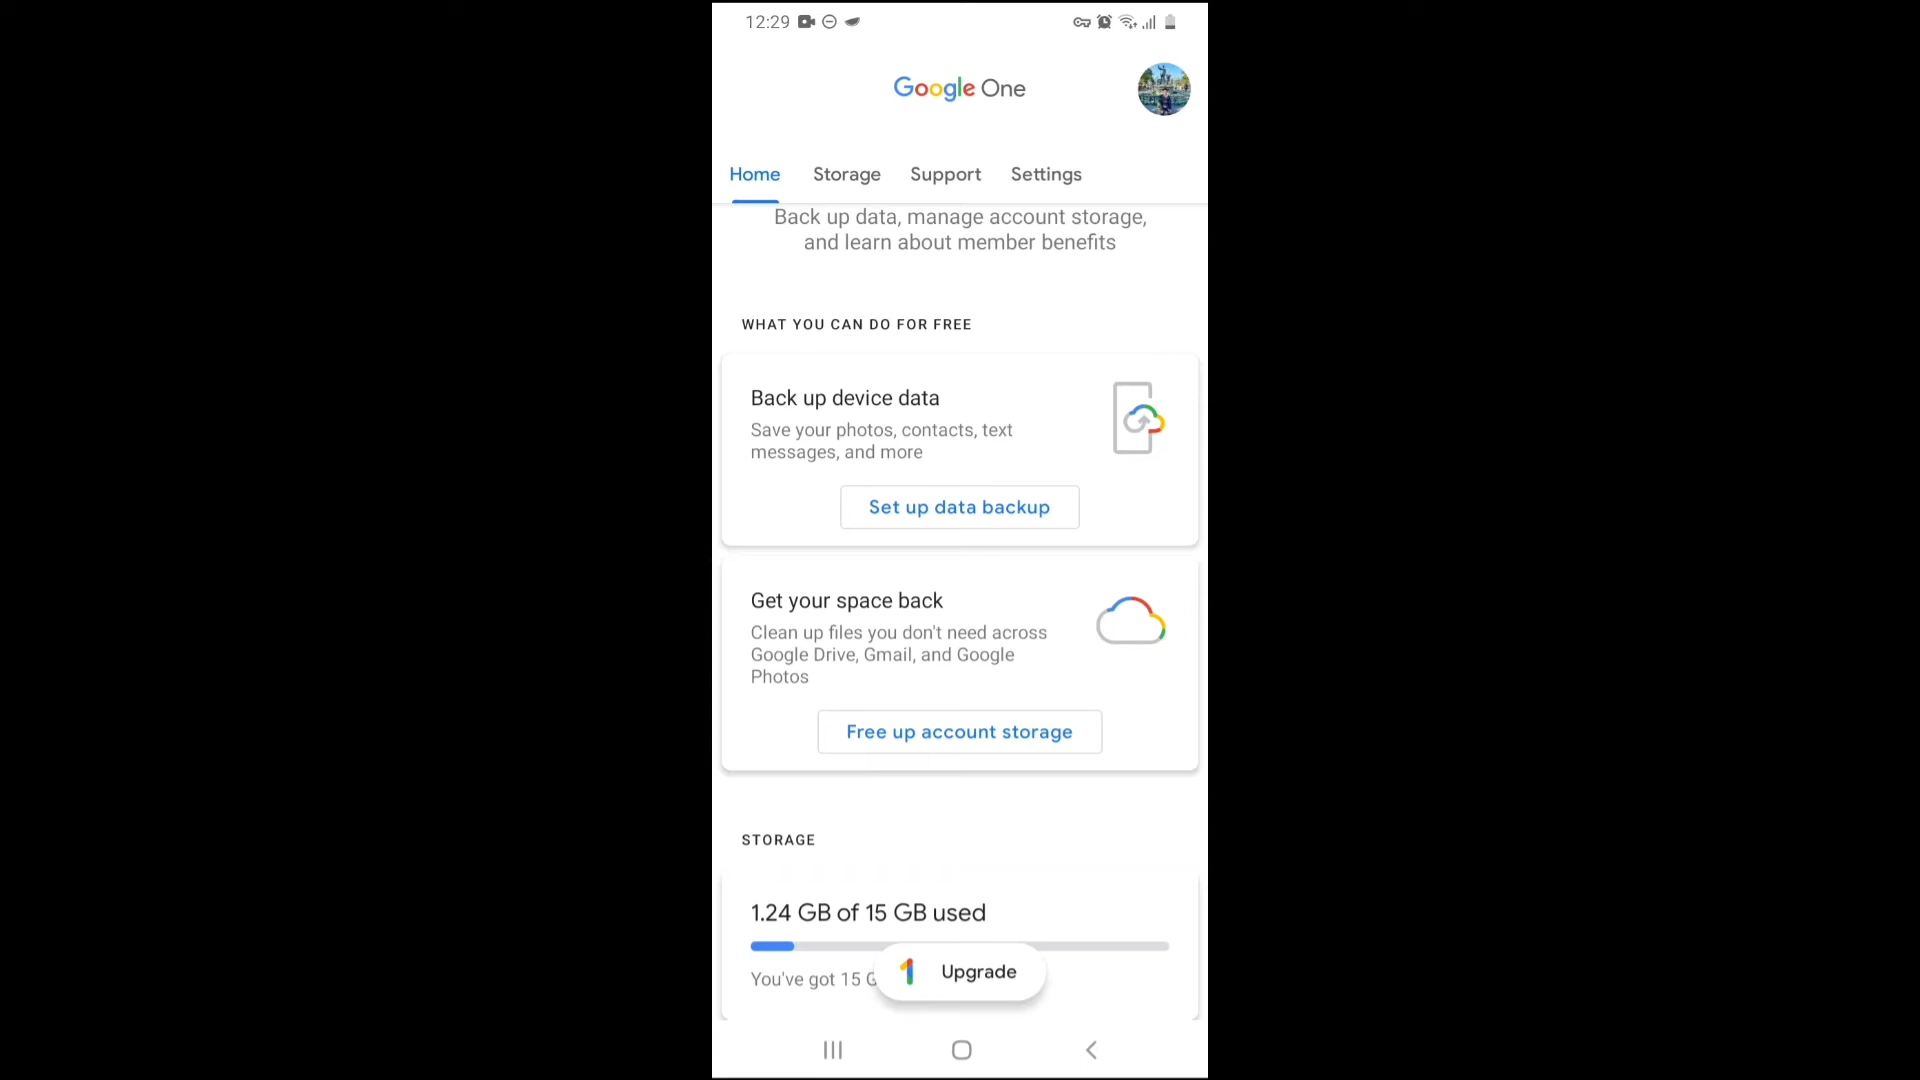 12:29
Google One
Home Storage Support Settings
Back up data, manage account storage,
and learn about member benefits
WHAT YOU CAN DO FOR FREE
Back up device data
Save your photos, contacts, text
messages, and more
Set up data backup
Get your space back
Clean up files you don't need across
Google Drive, Gmail, and Google
Photos
Free up account storage
STORAGE
1.24 GB of 15 GB used
You've got 15 G
1 Upgrade